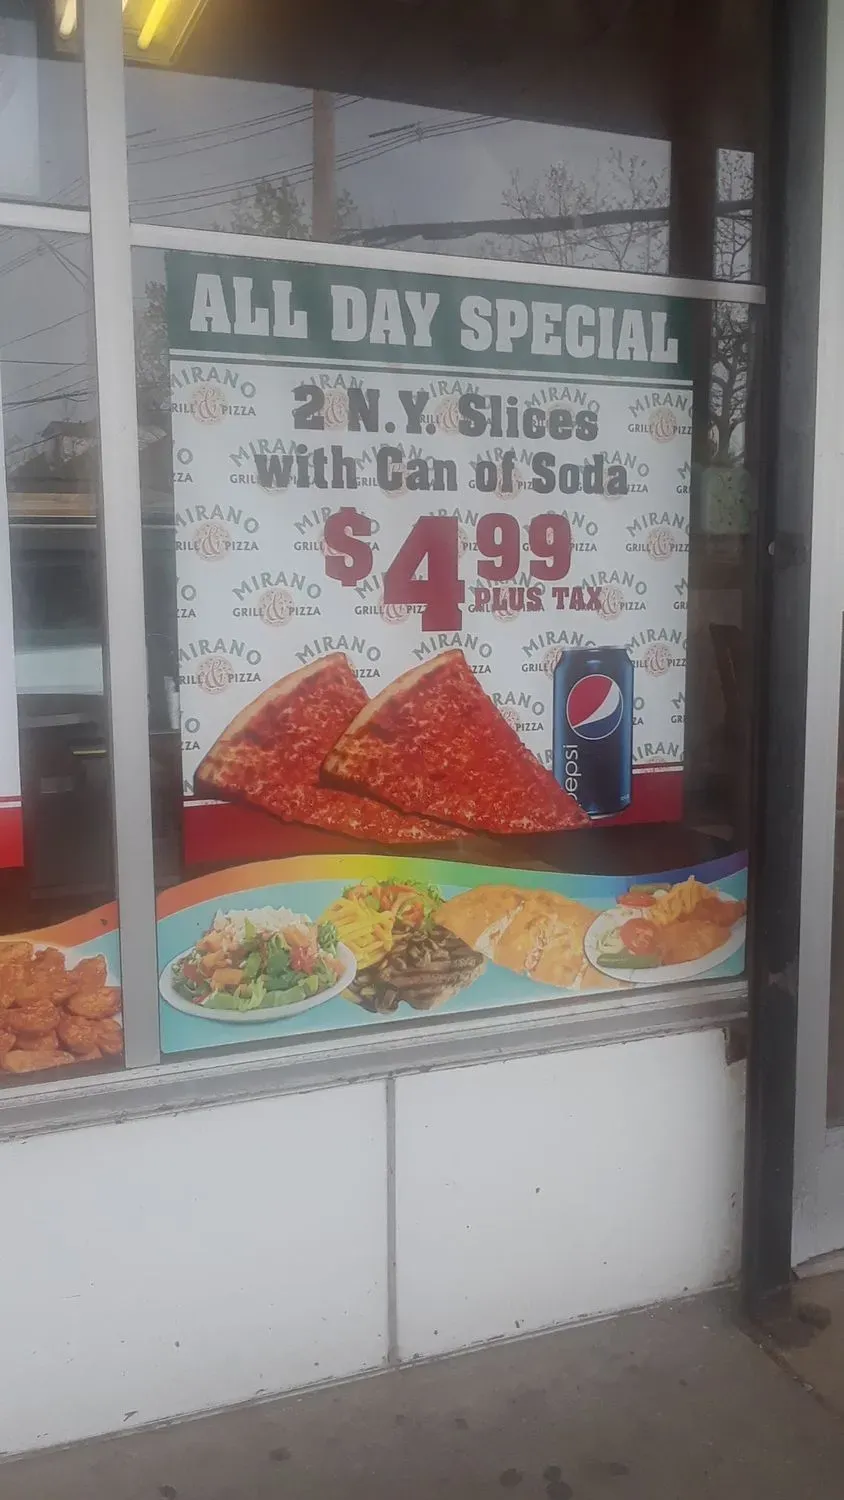 ALL DAY SPECIAL
2 N.Y. Slices
with Can of Soda
$4.99
PLUS TAX
MIRANO
GRILL & PIZZA
pepsi